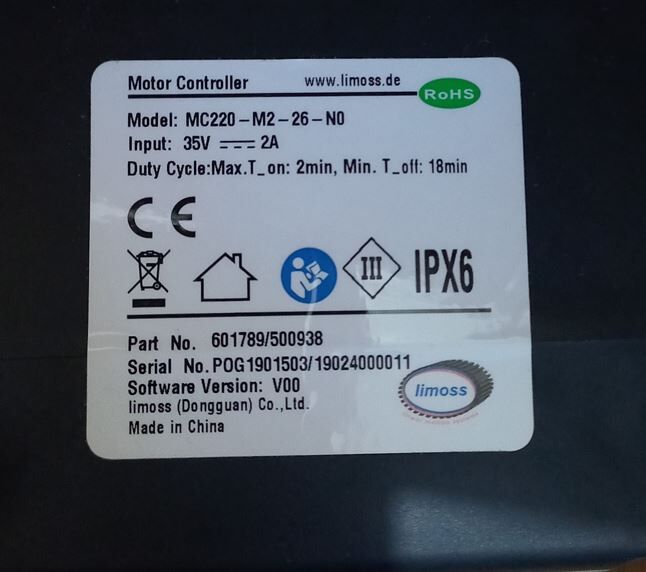 Motor Controller www.limoss.de
RoHS
Model: MC220-M2-26-N0
Input: 35V ⎓ 2A
Duty Cycle:Max.T_on: 2min, Min. T_off: 18min
CE
III
IPX6
Part No. 601789/500938
Serial No.POG1901503/19024000011
Software Version: V00
limoss (Dongguan) Co.,Ltd.
Made in China
limoss